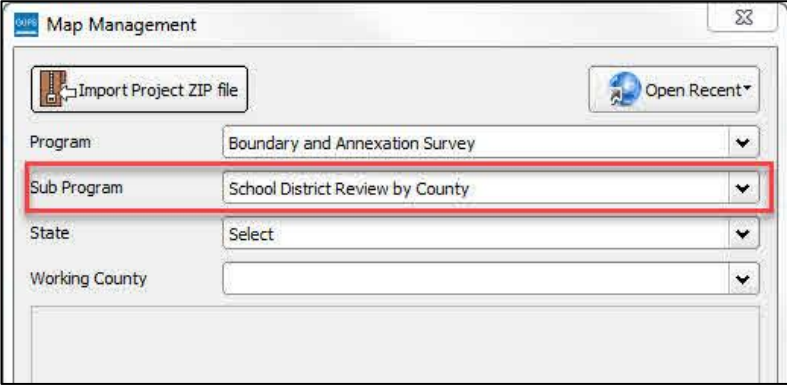 GUPS Map Management
Import Project ZIP file Open Recent
Program Boundary and Annexation Survey
Sub Program School District Review by County
State Select
Working County